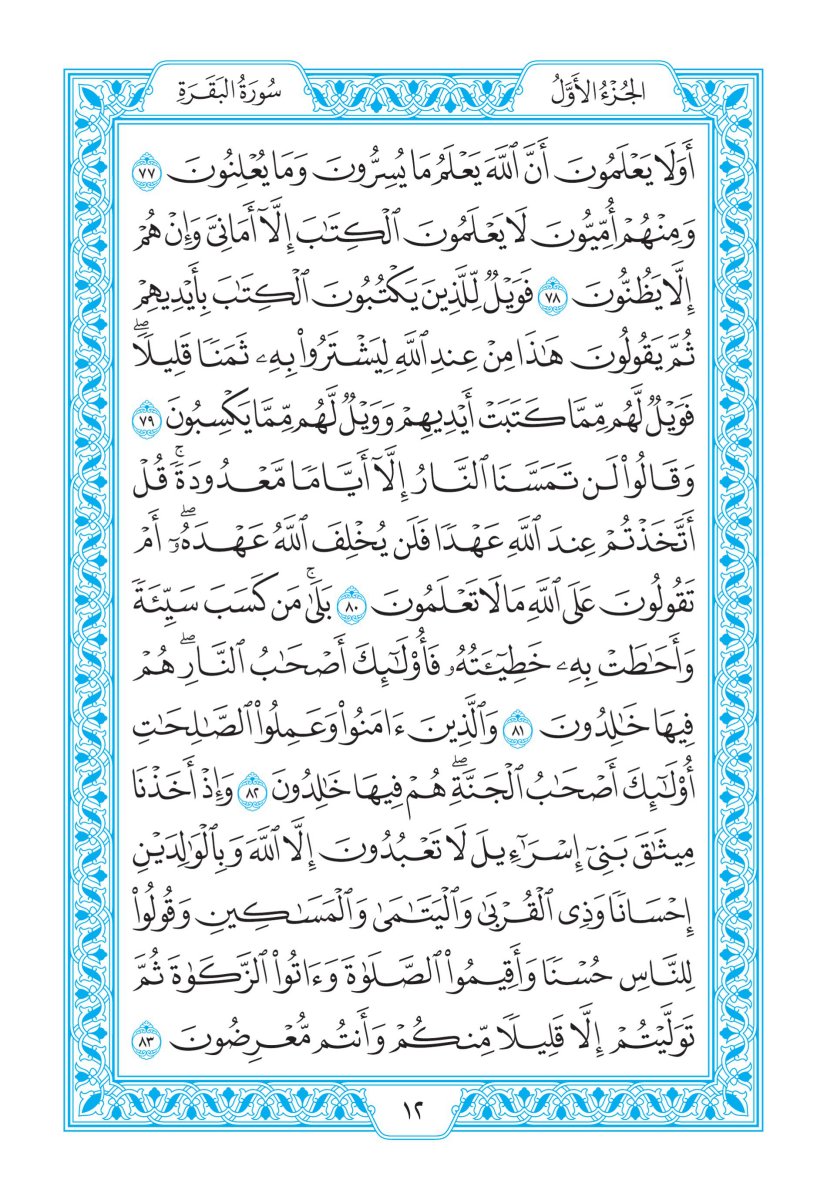 الجُزْءُ الأَوَّلُ
سُورَةُ البَقَرَةِ
أَوَلَا يَعۡلَمُونَ أَنَّ ٱللَّهَ يَعۡلَمُ مَا يُسِرُّونَ وَمَا يُعۡلِنُونَ ٧٧
وَمِنۡهُمۡ أُمِّيُّونَ لَا يَعۡلَمُونَ ٱلۡكِتَٰبَ إِلَّآ أَمَانِيَّ وَإِنۡ هُمۡ
إِلَّا يَظُنُّونَ ٧٨ فَوَيۡلٞ لِّلَّذِينَ يَكۡتُبُونَ ٱلۡكِتَٰبَ بِأَيۡدِيهِمۡ
ثُمَّ يَقُولُونَ هَٰذَا مِنۡ عِندِ ٱللَّهِ لِيَشۡتَرُواْ بِهِۦ ثَمَنٗا قَلِيلٗاۖ
فَوَيۡلٞ لَّهُم مِّمَّا كَتَبَتۡ أَيۡدِيهِمۡ وَوَيۡلٞ لَّهُم مِّمَّا يَكۡسِبُونَ ٧٩
وَقَالُواْ لَن تَمَسَّنَا ٱلنَّارُ إِلَّآ أَيَّامٗا مَّعۡدُودَةٗۚ قُلۡ
أَتَّخَذۡتُمۡ عِندَ ٱللَّهِ عَهۡدٗا فَلَن يُخۡلِفَ ٱللَّهُ عَهۡدَهُۥٓۖ أَمۡ
تَقُولُونَ عَلَى ٱللَّهِ مَا لَا تَعۡلَمُونَ ٨٠ بَلَىٰۚ مَن كَسَبَ سَيِّئَةٗ
وَأَحَٰطَتۡ بِهِۦ خَطِيٓـَٔتُهُۥ فَأُوْلَٰٓئِكَ أَصۡحَٰبُ ٱلنَّارِۖ هُمۡ
فِيهَا خَٰلِدُونَ ٨١ وَٱلَّذِينَ ءَامَنُواْ وَعَمِلُواْ ٱلصَّٰلِحَٰتِ
أُوْلَٰٓئِكَ أَصۡحَٰبُ ٱلۡجَنَّةِۖ هُمۡ فِيهَا خَٰلِدُونَ ٨٢ وَإِذۡ أَخَذۡنَا
مِيثَٰقَ بَنِيٓ إِسۡرَٰٓءِيلَ لَا تَعۡبُدُونَ إِلَّا ٱللَّهَ وَبِٱلۡوَٰلِدَيۡنِ
إِحۡسَانٗا وَذِي ٱلۡقُرۡبَىٰ وَٱلۡيَتَٰمَىٰ وَٱلۡمَسَٰكِينِ وَقُولُواْ
لِلنَّاسِ حُسۡنٗا وَأَقِيمُواْ ٱلصَّلَوٰةَ وَءَاتُواْ ٱلزَّكَوٰةَ ثُمَّ
تَوَلَّيۡتُمۡ إِلَّا قَلِيلٗا مِّنكُمۡ وَأَنتُم مُّعۡرِضُونَ ٨٣
١٢